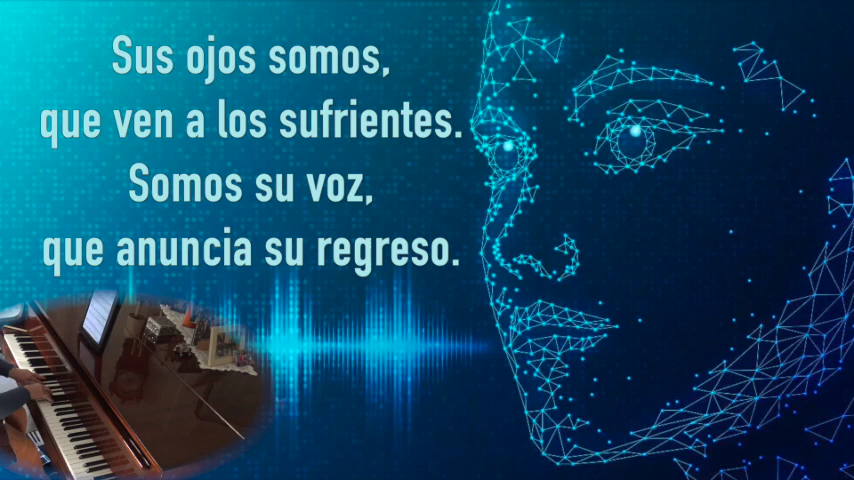 Sus ojos somos,
que ven a los sufrientes.
Somos su voz,
que anuncia su regreso.